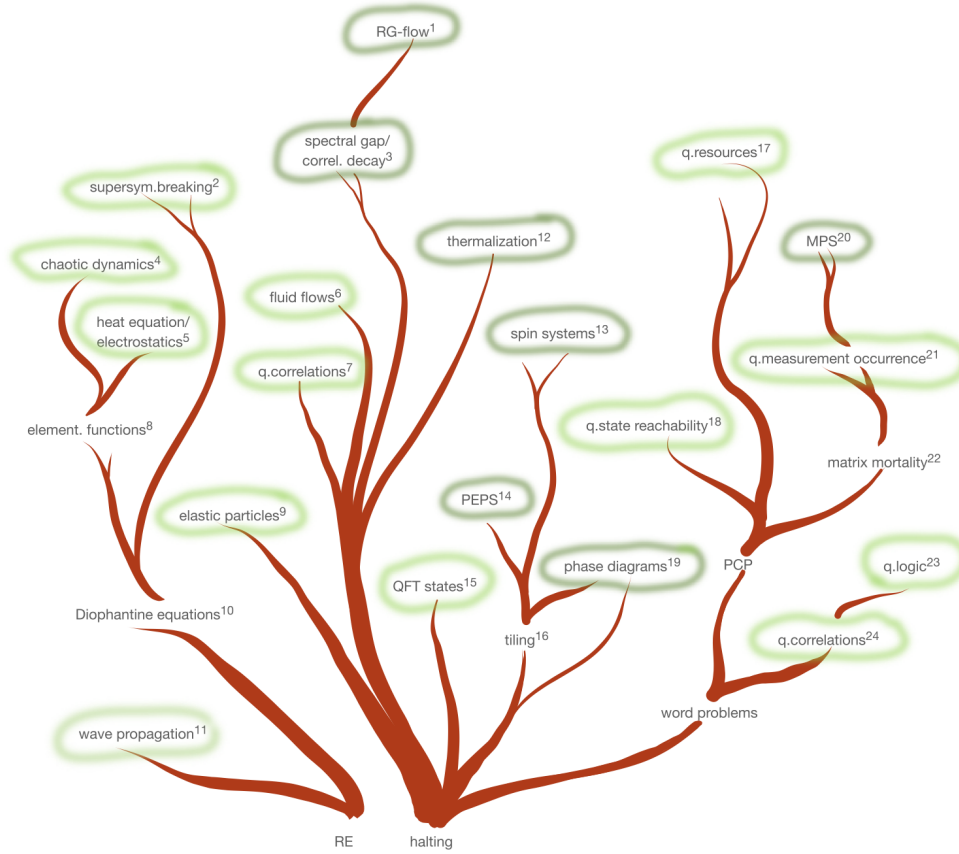 RG-flow1
spectral gap/
correl. decay3
q.resources17
supersym.breaking2
thermalization12
MPS20
chaotic dynamics4
fluid flows6
heat equation/
electrostatics5
spin systems13
q.correlations7
q.measurement occurrence21
element. functions8
q.state reachability18
matrix mortality22
PEPS14
elastic particles9
PCP
phase diagrams19
q.logic23
QFT states15
Diophantine equations10
tiling16
q.correlations24
word problems
wave propagation11
RE
halting